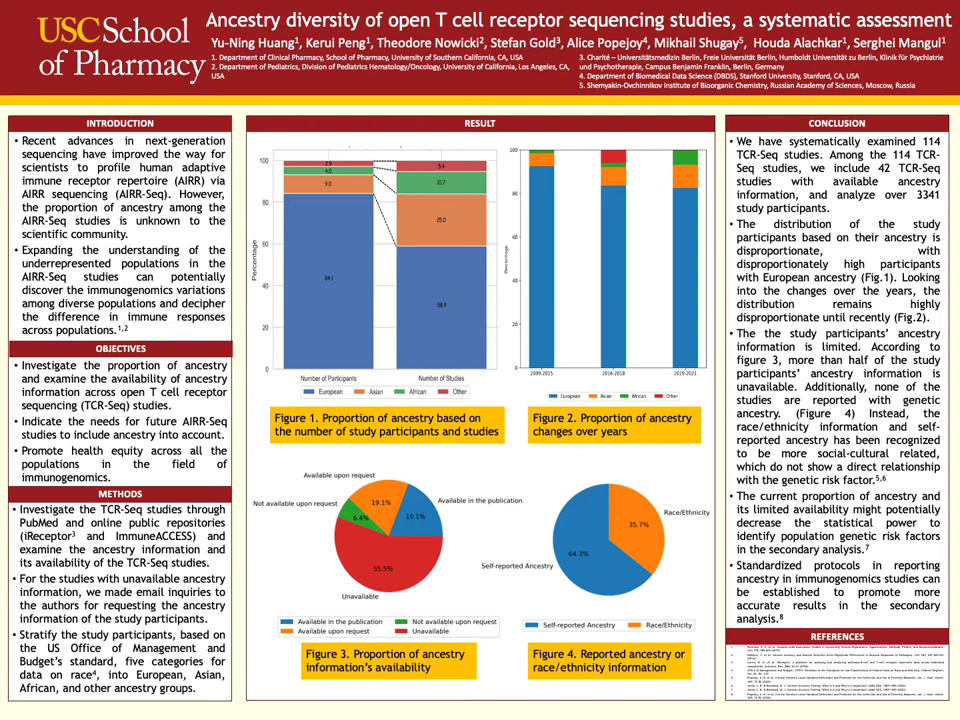 USC School
of Pharmacy
Ancestry diversity of open T cell receptor sequencing studies, a systematic assessment
Yu-Ning Huang1, Kerui Peng1, Theodore Nowicki2, Stefan Gold3, Alice Popejoy4, Mikhail Shugay5, Houda Alachkar1, Serghei Mangul1
1. Department of Clinical Pharmacy, School of Pharmacy, University of Southern California, CA, USA
2. Department of Pediatrics, Division of Pediatrics Hematology/Oncology, University of California, Los Angeles, CA,
USA
3. Charité – Universitätsmedizin Berlin, Freie Universität Berlin, Humboldt Universität zu Berlin, Klinik für Psychiatrie
und Psychotherapie, Campus Benjamin Franklin, Berlin, Germany
4. Department of Biomedical Data Science (DBDS), Stanford University, Stanford, CA, USA
5. Shemyakin-Ovchinnikov Institute of Bioorganic Chemistry, Russian Academy of Sciences, Moscow, Russia
INTRODUCTION
• Recent advances in next-generation
sequencing have improved the way for
scientists to profile human adaptive
immune receptor repertoire (AIRR) via
AIRR sequencing (AIRR-Seq). However,
the proportion of ancestry among the
AIRR-Seq studies is unknown to the
scientific community.
• Expanding the understanding of the
underrepresented populations in the
AIRR-Seq studies can potentially
discover the immunogenomics variations
among diverse populations and decipher
the difference in immune responses
across populations.1,2
OBJECTIVES
• Investigate the proportion of ancestry
and examine the availability of ancestry
information across open T cell receptor
sequencing (TCR-Seq) studies.
• Indicate the needs for future AIRR-Seq
studies to include ancestry into account.
• Promote health equity across all the
populations in the field of
immunogenomics.
METHODS
• Investigate the TCR-Seq studies through
PubMed and online public repositories
(iReceptor3 and ImmuneACCESS) and
examine the ancestry information and
its availability of the TCR-Seq studies.
• For the studies with unavailable ancestry
information, we made email inquiries to
the authors for requesting the ancestry
information of the study participants.
• Stratify the study participants, based on
the US Office of Management and
Budget's standard, five categories for
data on race4, into European, Asian,
African, and other ancestry groups.
RESULT
Percentage
100
80
60
40
20
0
2.9
4.0
9.0
84.1
5.4
10.7
25.0
58.9
Number of Participants
Number of Studies
European
Asian
African
Other
Figure 1. Proportion of ancestry based on
the number of study participants and studies
Percentage
100
80
60
40
20
0
2009-2015
2016-2018
2019-2021
European
Asian
African
Other
Figure 2. Proportion of ancestry
changes over years
Available upon request
Not available upon request
Available in the publication
Unavailable
19.1%
19.1%
6.4%
55.5%
Available in the publication
Available upon request
Not available upon request
Unavailable
Figure 3. Proportion of ancestry
information's availability
Race/Ethnicity
35.7%
64.3%
Self-reported Ancestry
Self-reported Ancestry
Race/Ethnicity
Figure 4. Reported ancestry or
race/ethnicity information
CONCLUSION
• We have systematically examined 114
TCR-Seq studies. Among the 114 TCR-
Seq studies, we include 42 TCR-Seq
studies with available ancestry
information, and analyze over 3341
study participants.
• The distribution of the study
participants based on their ancestry is
disproportionate, with
disproportionately high participants
with European ancestry (Fig.1). Looking
into the changes over the years, the
distribution remains highly
disproportionate until recently (Fig.2).
• The the study participants' ancestry
information is limited. According to
figure 3, more than half of the study
participants' ancestry information is
unavailable. Additionally, none of the
studies are reported with genetic
ancestry. (Figure 4) Instead, the
race/ethnicity information and self-
reported ancestry has been recognized
to be more social-cultural related,
which do not show a direct relationship
with the genetic risk factor.5,6
• The current proportion of ancestry and
its limited availability might potentially
decrease the statistical power to
identify population genetic risk factors
in the secondary analysis.7
• Standardized protocols in reporting
ancestry in immunogenomics studies can
be established to promote more
accurate results in the secondary
analysis.8
REFERENCES